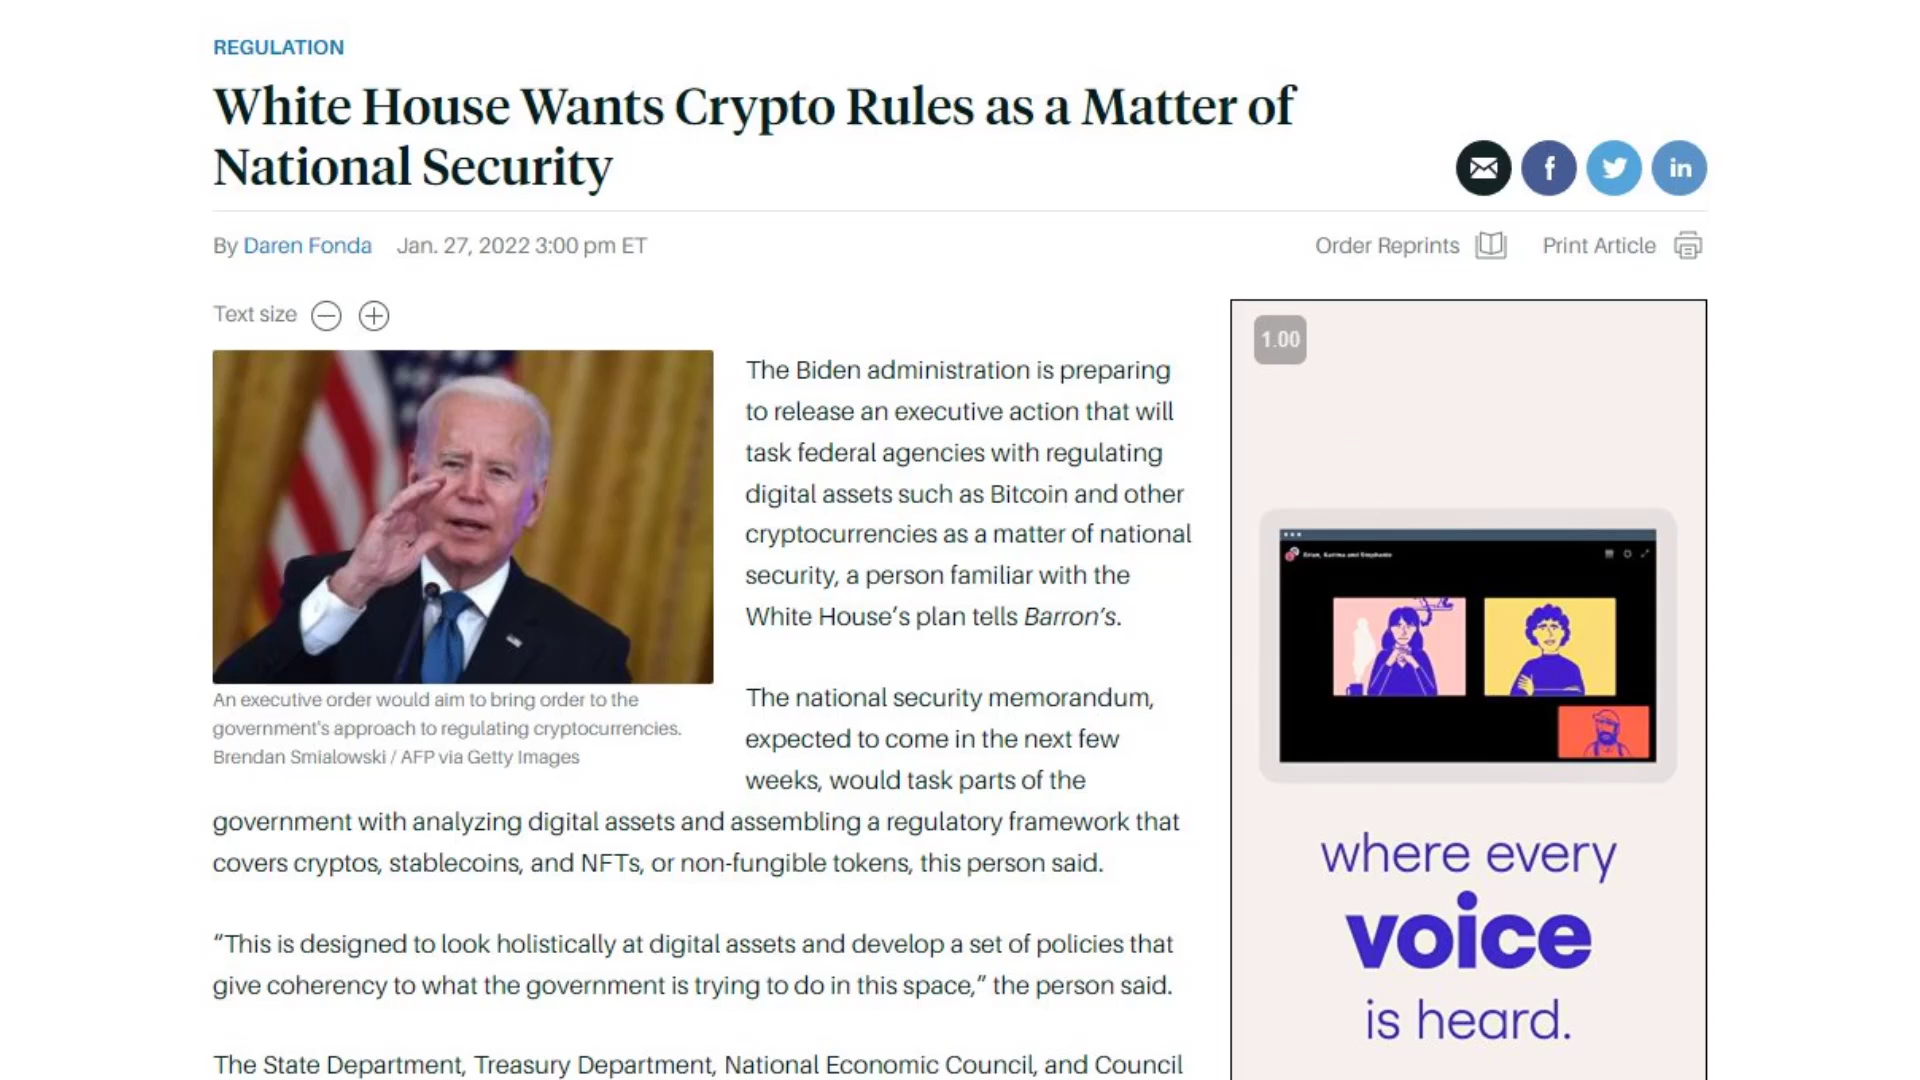 REGULATION
White House Wants Crypto Rules as a Matter of
National Security
f
in
By Daren Fonda Jan. 27, 2022 3:00 pm ET
Order Reprints
Print Article
Text size
The Biden administration is preparing
to release an executive action that will
task federal agencies with regulating
digital assets such as Bitcoin and other
cryptocurrencies as a matter of national
security, a person familiar with the
White House’s plan tells Barron’s.
An executive order would aim to bring order to the
government's approach to regulating cryptocurrencies.
Brendan Smialowski / AFP via Getty Images
The national security memorandum,
expected to come in the next few
weeks, would task parts of the
government with analyzing digital assets and assembling a regulatory framework that
covers cryptos, stablecoins, and NFTs, or non-fungible tokens, this person said.
“This is designed to look holistically at digital assets and develop a set of policies that
give coherency to what the government is trying to do in this space,” the person said.
The State Department, Treasury Department, National Economic Council, and Council
1.00
Brian, Karima and Stephanie
where every
voice
is heard.